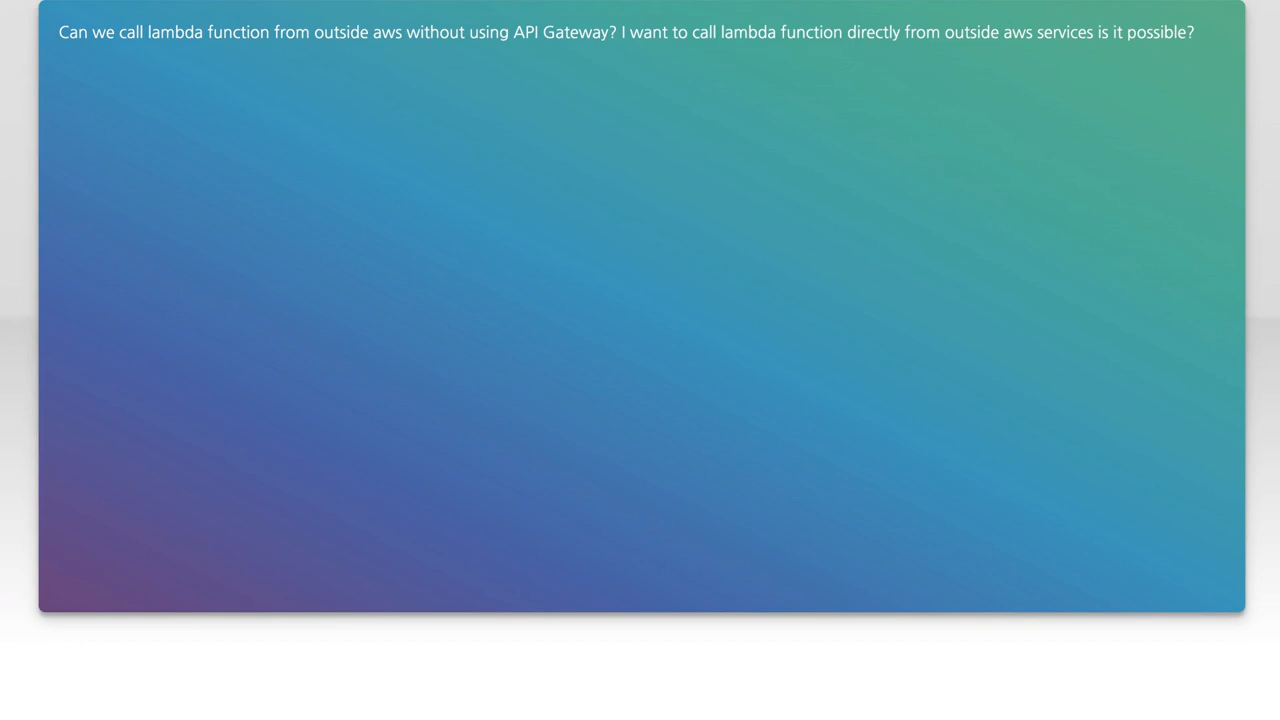 Can we call lambda function from outside aws without using API Gateway? I want to call lambda function directly from outside aws services is it possible?